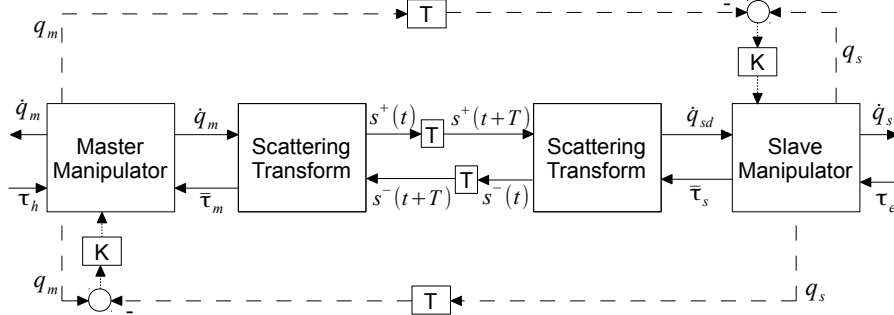 T
-
q_m
q_s
K
q̇_m
q̇_m
s⁺(t)
T
s⁺(t+T)
q̇_sd
q̇_s
Master Manipulator
Scattering Transform
Scattering Transform
Slave Manipulator
τ_h
τ̄_m
s⁻(t+T)
T
s⁻(t)
τ̄_s
τ_e
K
q_m
-
T
q_s